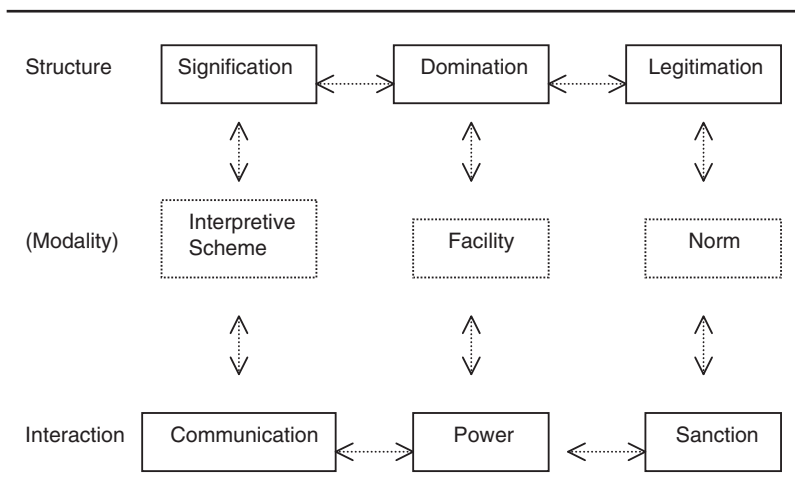 Structure Signification Domination Legitimation
(Modality) Interpretive
Scheme Facility Norm
Interaction Communication Power Sanction